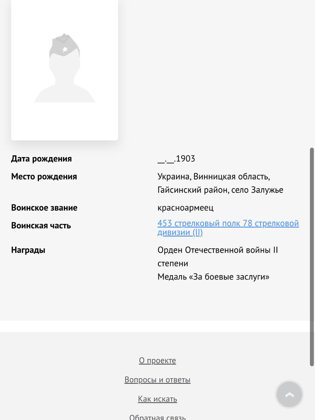 Дата рождения __.__.1903
Место рождения Украина, Винницкая область,
Гайсинский район, село Залужье
Воинское звание красноармеец
Воинская часть 453 стрелковый полк 78 стрелковой
дивизии (II)
Награды Орден Отечественной войны II
степени
Медаль «За боевые заслуги»
О проекте
Вопросы и ответы
Как искать
Обратная связь